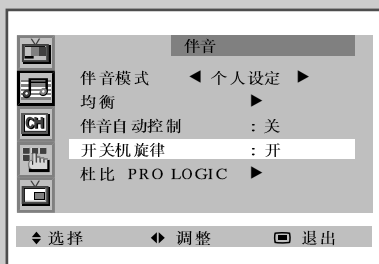 伴音
伴音模式 ◀ 个人设定 ▶
均衡 ▶
CH
伴音自动控制 : 关
开关机旋律 : 开
杜比 PRO LOGIC ▶
选择 调整 退出